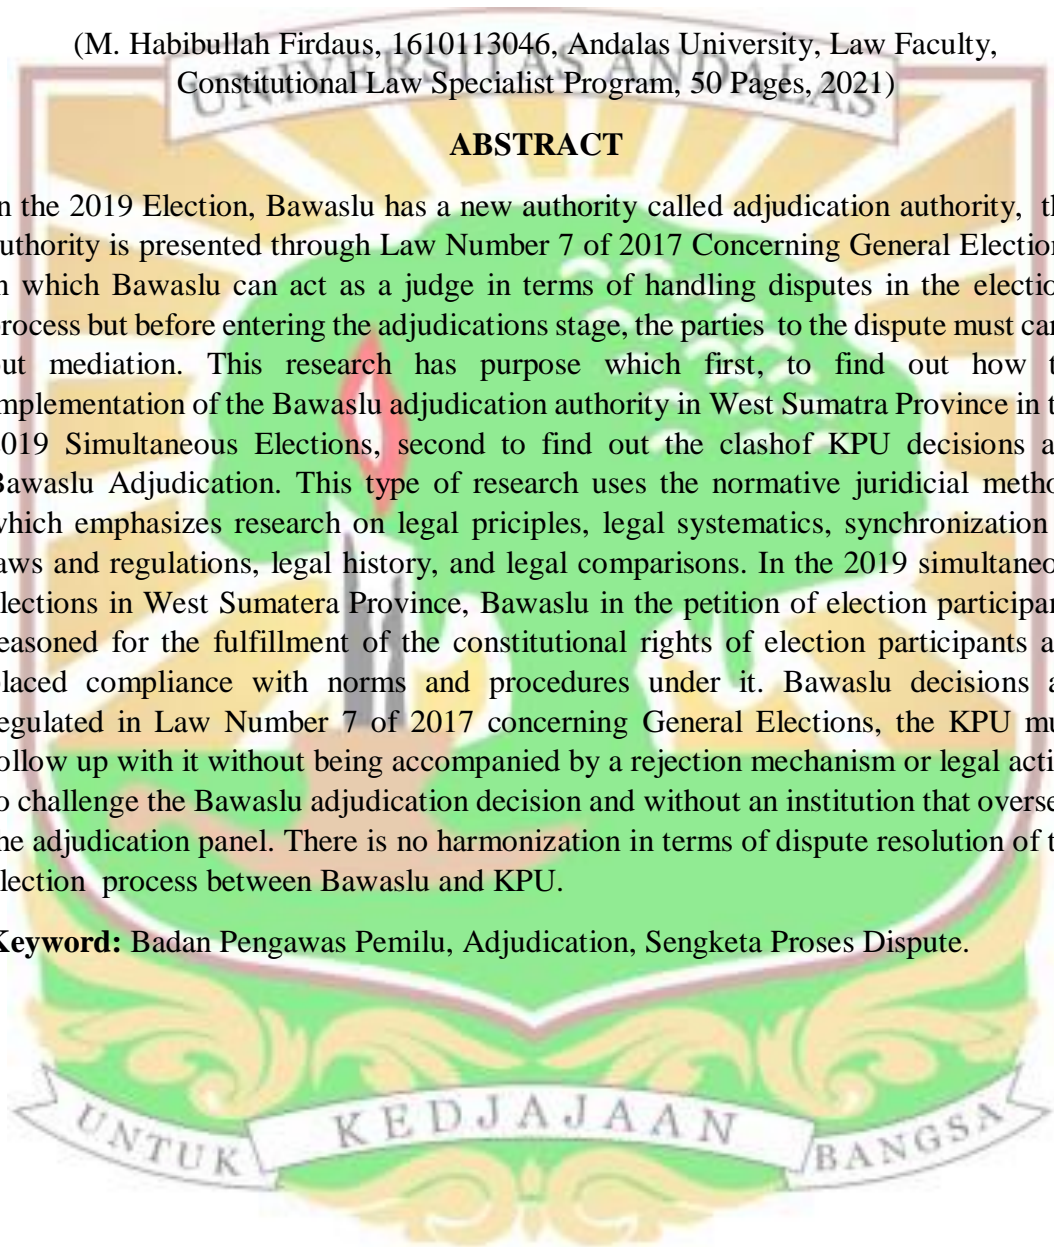 (M. Habibullah Firdaus, 1610113046, Andalas University, Law Faculty,
Constitutional Law Specialist Program, 50 Pages, 2021)
UNIVERSITAS ANDALAS
ABSTRACT
n the 2019 Election, Bawaslu has a new authority called adjudication authority, th
uthority is presented through Law Number 7 of 2017 Concerning General Election
n which Bawaslu can act as a judge in terms of handling disputes in the electio
rocess but before entering the adjudications stage, the parties to the dispute must car
ut mediation. This research has purpose which first, to find out how t
mplementation of the Bawaslu adjudication authority in West Sumatra Province in t
019 Simultaneous Elections, second to find out the clashof KPU decisions a
Bawaslu Adjudication. This type of research uses the normative juridicial metho
which emphasizes research on legal priciples, legal systematics, synchronization
aws and regulations, legal history, and legal comparisons. In the 2019 simultaneo
lections in West Sumatera Province, Bawaslu in the petition of election participan
easoned for the fulfillment of the constitutional rights of election participants a
laced compliance with norms and procedures under it. Bawaslu decisions a
egulated in Law Number 7 of 2017 concerning General Elections, the KPU mu
ollow up with it without being accompanied by a rejection mechanism or legal acti
o challenge the Bawaslu adjudication decision and without an institution that overse
he adjudication panel. There is no harmonization in terms of dispute resolution of t
lection process between Bawaslu and KPU.
Keyword: Badan Pengawas Pemilu, Adjudication, Sengketa Proses Dispute.
UNTUK KEDJAJAAN BANGSA